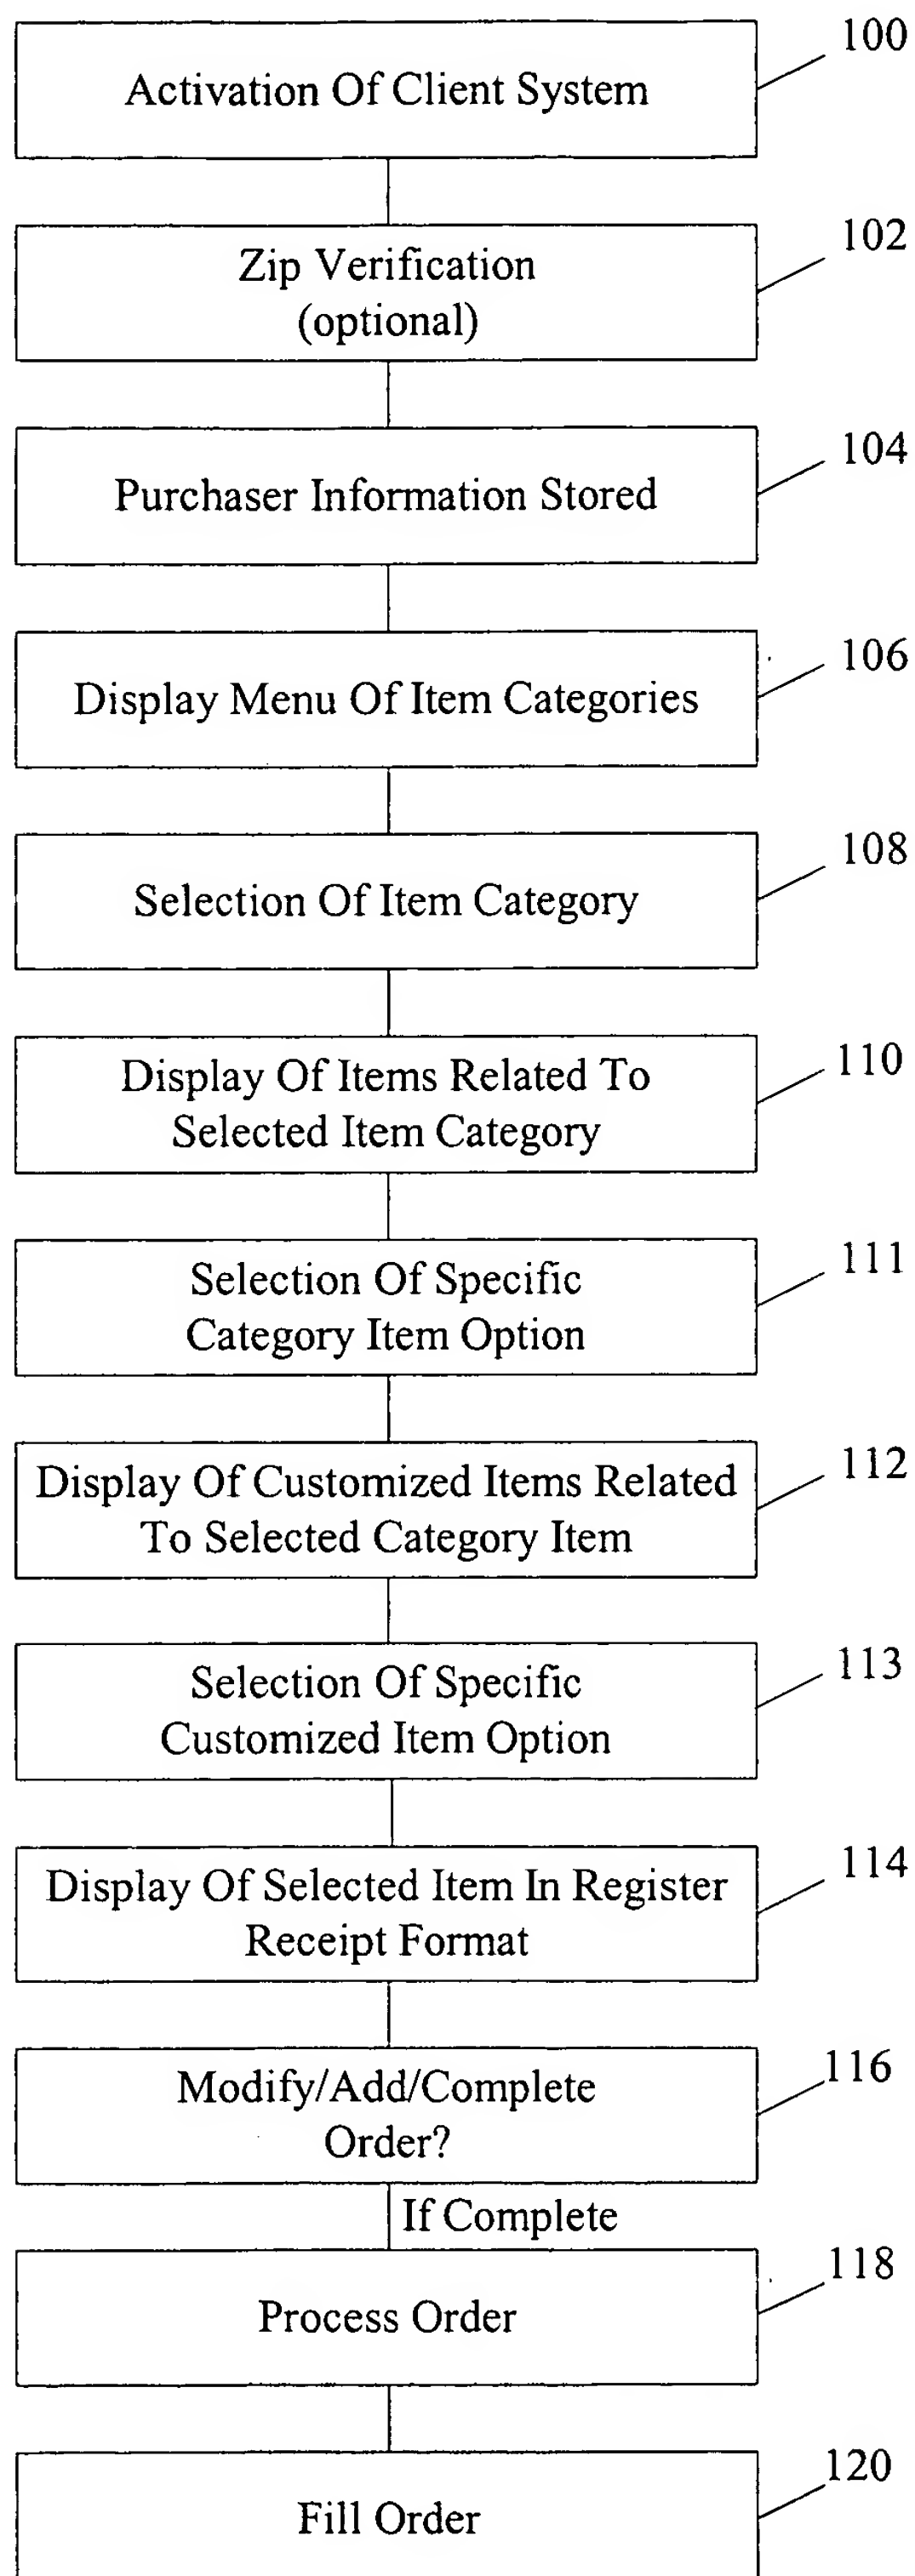 100
Activation Of Client System
102
Zip Verification
(optional)
104
Purchaser Information Stored
106
Display Menu Of Item Categories
108
Selection Of Item Category
110
Display Of Items Related To
Selected Item Category
111
Selection Of Specific
Category Item Option
112
Display Of Customized Items Related
To Selected Category Item
113
Selection Of Specific
Customized Item Option
114
Display Of Selected Item In Register
Receipt Format
116
Modify/Add/Complete
Order?
If Complete
118
Process Order
120
Fill Order